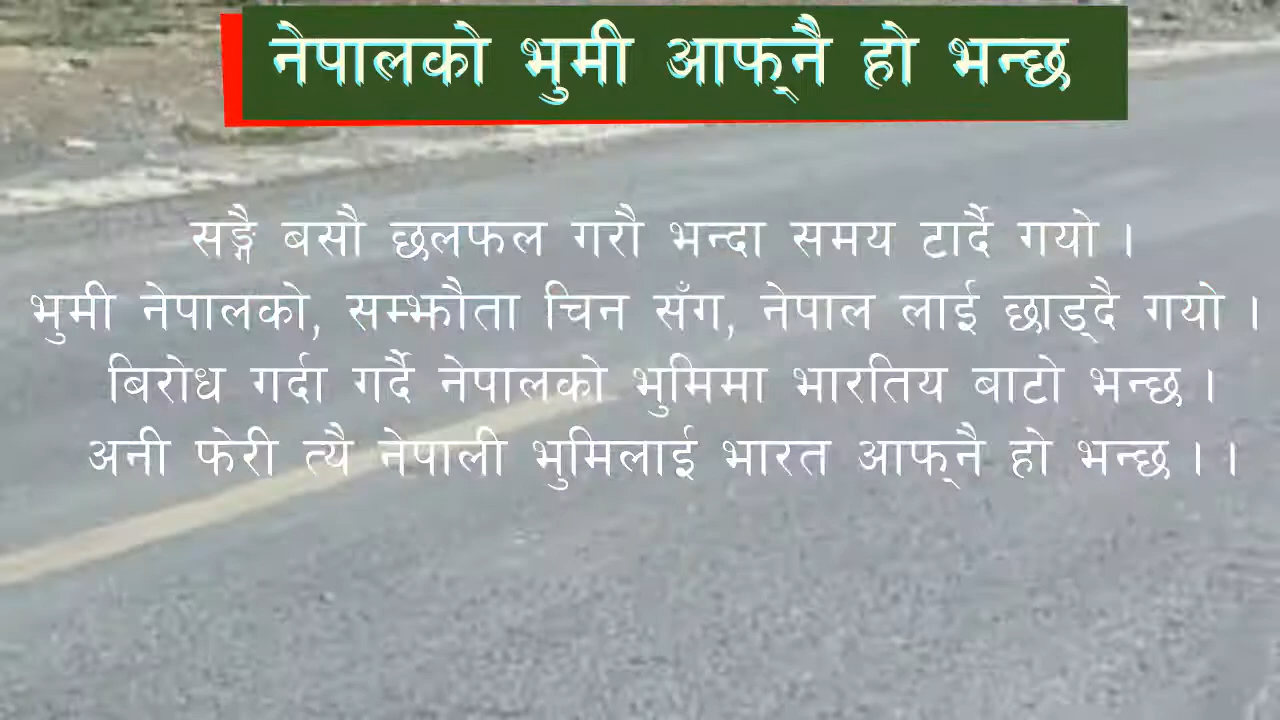 नेपालको भुमी आफ्नै हो भन्छ
सङ्गै बसौ छलफल गरौ भन्दा समय टार्दै गयो ।
भुमी नेपालको, सम्झौता चिन सँग, नेपाल लाई छाड्दै गयो ।
बिरोध गर्दा गर्दै नेपालको भुमिमा भारतिय बाटो भन्छ ।
अनी फेरी त्यै नेपाली भुमिलाई भारत आफ्नै हो भन्छ । ।